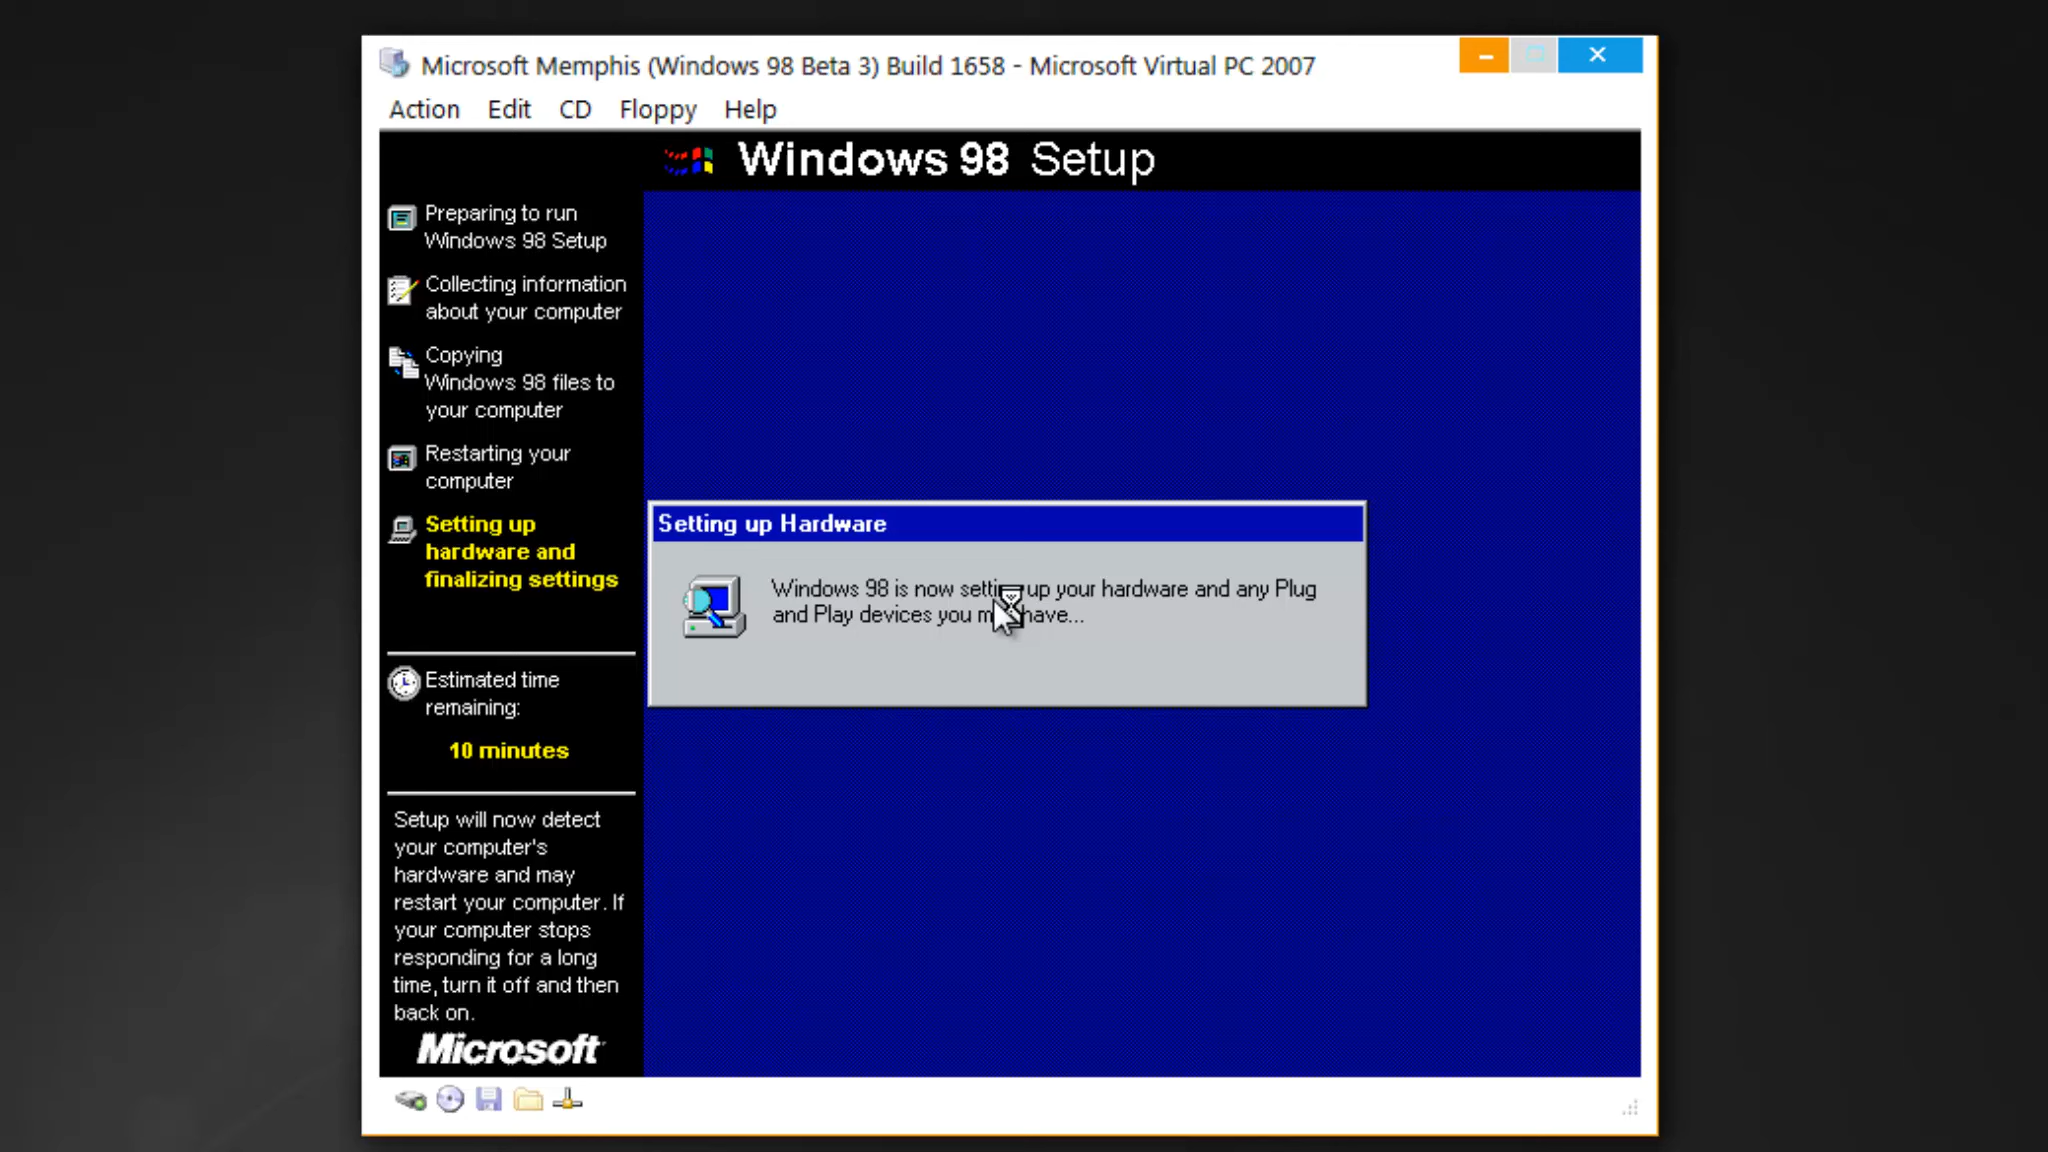 Microsoft Memphis (Windows 98 Beta 3) Build 1658 - Microsoft Virtual PC 2007
Action Edit CD Floppy Help
Windows 98 Setup
Preparing to run
Windows 98 Setup
Collecting information
about your computer
Copying
Windows 98 files to
your computer
Restarting your
computer
Setting up
hardware and
finalizing settings
Estimated time
remaining:
10 minutes
Setup will now detect
your computer's
hardware and may
restart your computer. If
your computer stops
responding for a long
time, turn it off and then
back on.
Microsoft
Setting up Hardware
Windows 98 is now setting up your hardware and any Plug
and Play devices you may have...